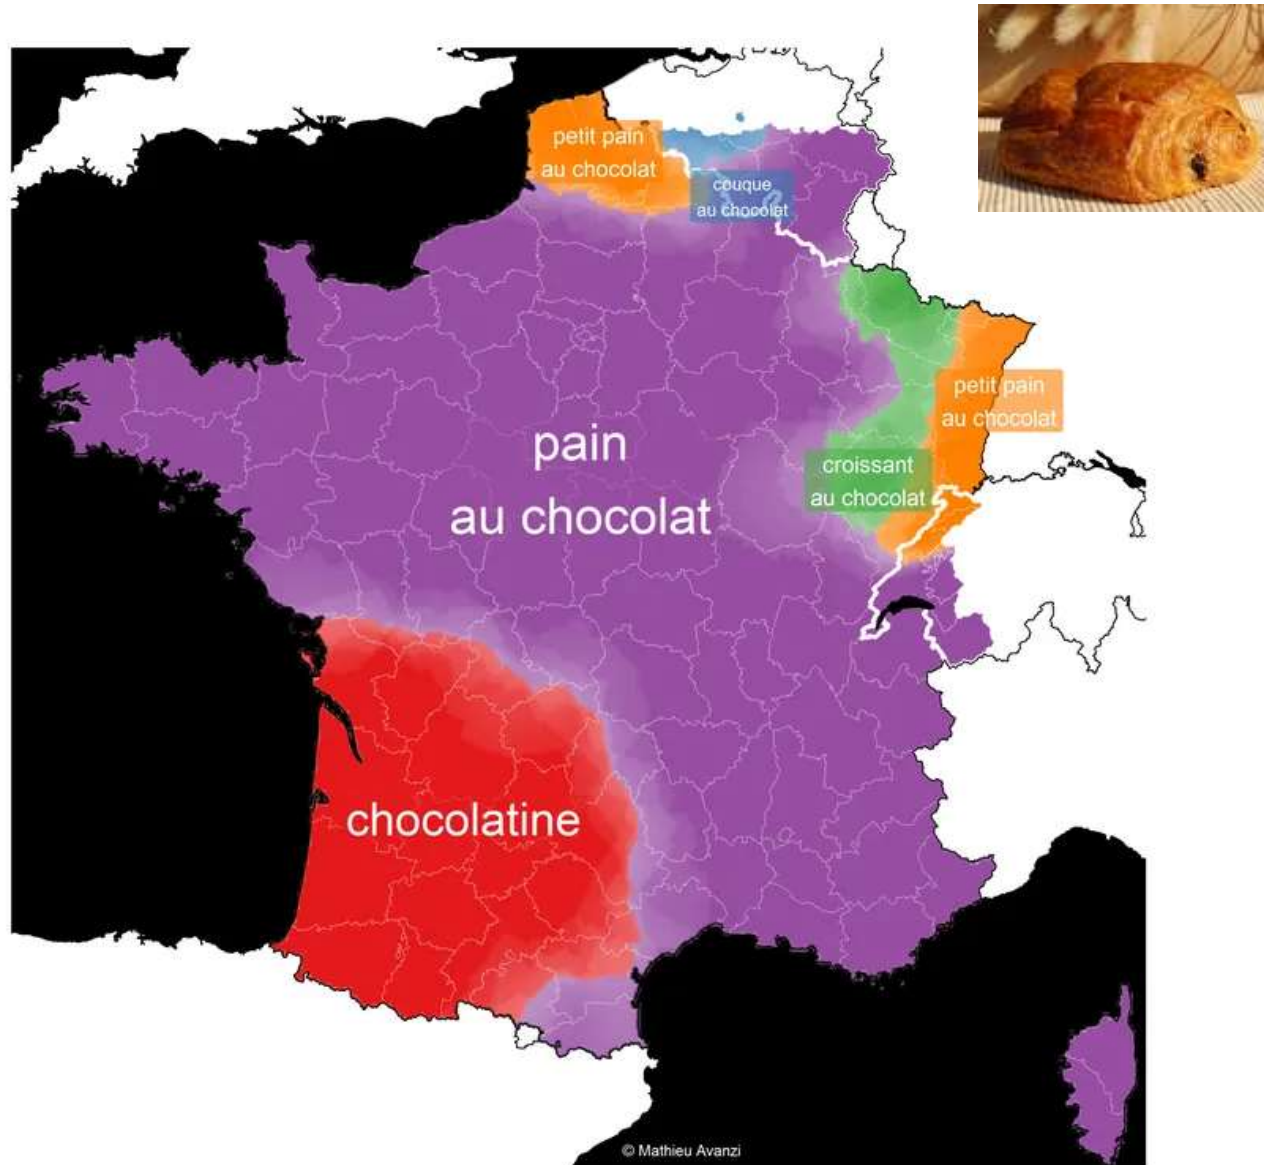 petit pain
au chocolat
couque
au chocolat
petit pain
au chocolat
croissant
au chocolat
pain
au chocolat
chocolatine
© Mathieu Avanzi